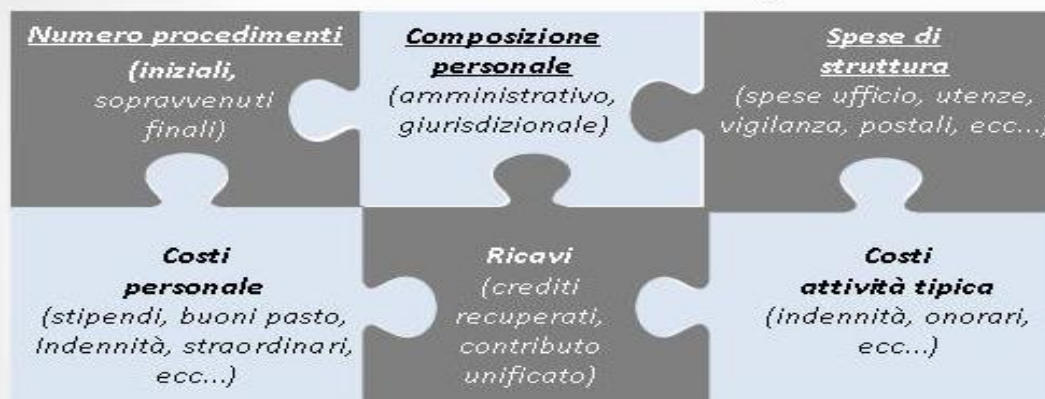 Numero procedimenti
(iniziali,
sopravvenuti
finali)
Composizione
personale
(amministrativo,
giurisdizionale)
Spese di
struttura
(spese ufficio, utenze,
vigilanza, postali, ecc...)
Costi
personale
(stipendi, buoni pasto,
Indennità, straordinari,
ecc...)
Ricavi
(crediti
recuperati,
contributo
unificato)
Costi
attività tipica
(indennità, onorari,
ecc...)